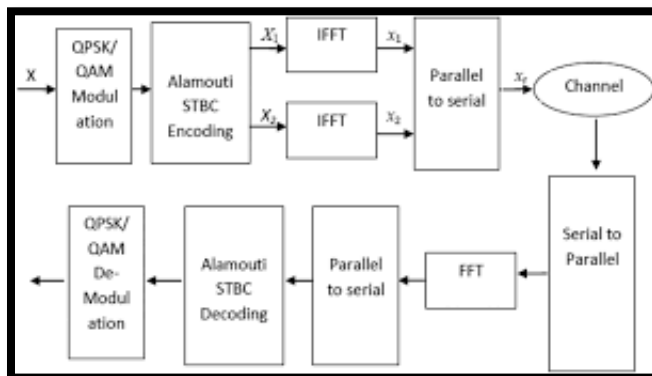 X
QPSK/
QAM
Modul
ation
Alamouti
STBC
Encoding
X₁
IFFT
x₁
X₂
IFFT
x₂
Parallel
to serial
Channel
Serial to
Parallel
FFT
Parallel
to serial
Alamouti
STBC
Decoding
QPSK/
QAM
De-
Modul
ation